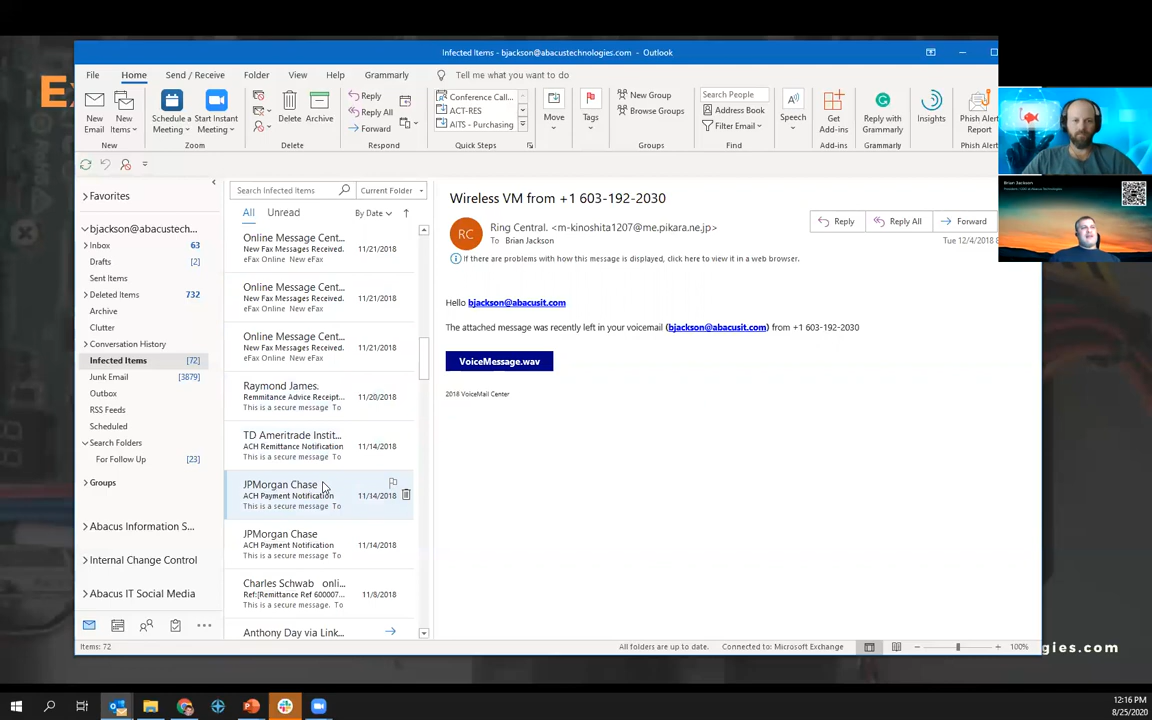 Ex
Infected Items - bjackson@abacustechnologies.com - Outlook
File Home Send / Receive Folder View Help Grammarly Tell me what you want to do
New Email
New Items
Schedule a Meeting
Start Instant Meeting
Delete Archive
Reply
Reply All
Forward
Conference Call...
ACT-RES
AITS - Purchasing
Move
Tags
New Group
Browse Groups
Search People
Address Book
Filter Email
Speech
Get Add-ins
Reply with Grammarly
Insights
Phish Alert Report
New Zoom Respond Quick Steps Groups Find Add-ins Grammarly
Brian Jackson
Favorites
bjackson@abacustech...
Inbox 63
Drafts [2]
Sent Items
Deleted Items 732
Archive
Clutter
Conversation History
Infected Items [72]
Junk Email [3879]
Outbox
RSS Feeds
Scheduled
Search Folders
For Follow Up [23]
Groups
Abacus Information S...
Internal Change Control
Abacus IT Social Media
Search Infected Items Current Folder
All Unread By Date
Online Message Cent...
New Fax Messages Received. 11/21/2018
eFax Online New eFax
Online Message Cent...
New Fax Messages Received. 11/21/2018
eFax Online New eFax
Online Message Cent...
New Fax Messages Received. 11/21/2018
eFax Online New eFax
Raymond James.
Remmitance Advice Receipt... 11/20/2018
This is a secure message To
TD Ameritrade Instit...
ACH Remittance Notification 11/14/2018
This is a secure message To
JPMorgan Chase
ACH Payment Notification 11/14/2018
This is a secure message To
JPMorgan Chase
ACH Payment Notification 11/14/2018
This is a secure message To
Charles Schwab onli...
Ref:[Remittance Ref 600007... 11/8/2018
This is a secure message. To
Anthony Day via Link...
Wireless VM from +1 603-192-2030
RC
Ring Central. <m-kinoshita1207@me.pikara.ne.jp>
To Brian Jackson
Reply Reply All Forward
Tue 12/4/2018 8
If there are problems with how this message is displayed, click here to view it in a web browser.
Hello bjackson@abacusit.com
The attached message was recently left in your voicemail (bjackson@abacusit.com) from +1 603-192-2030
VoiceMessage.wav
2018 VoiceMail Center
Items: 72 All folders are up to date. Connected to: Microsoft Exchange 100%
gies.com
12:16 PM
8/25/2020